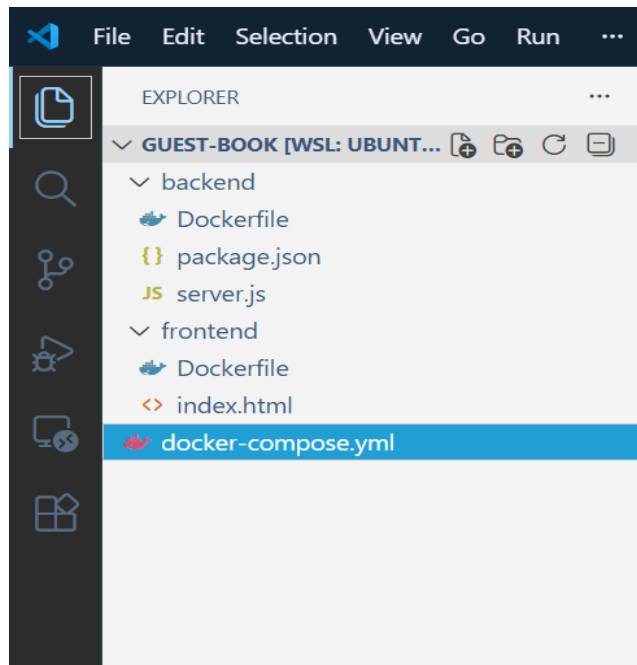 File Edit Selection View Go Run ...
EXPLORER ...
GUEST-BOOK [WSL: UBUNT...
backend
Dockerfile
{} package.json
JS server.js
frontend
Dockerfile
<> index.html
docker-compose.yml